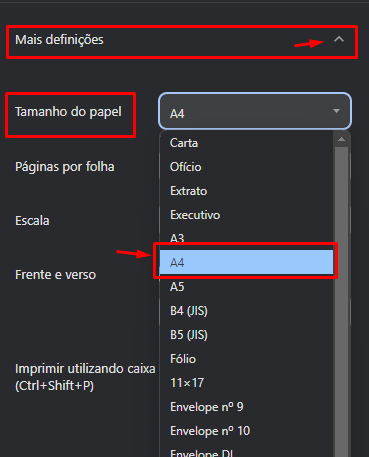 Mais definições
Tamanho do papel
A4
Carta
Ofício
Páginas por folha
Extrato
Executivo
Escala
A3
A4
Frente e verso
A5
B4 (JIS)
B5 (JIS)
Fólio
Imprimir utilizando caixa
(Ctrl+Shift+P)
11×17
Envelope nº 9
Envelope nº 10
Envelope DL